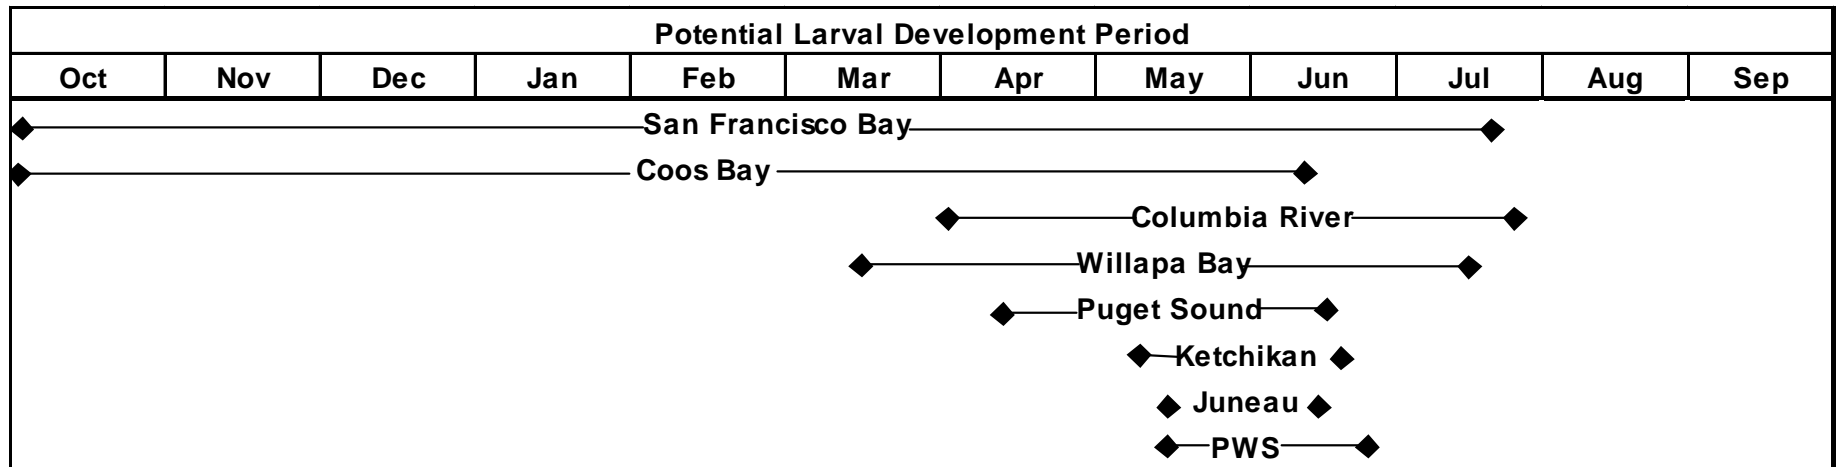 Potential Larval Development Period
Oct Nov Dec Jan Feb Mar Apr May Jun Jul Aug Sep
San Francisco Bay
Coos Bay
Columbia River
Willapa Bay
Puget Sound
Ketchikan
Juneau
PWS